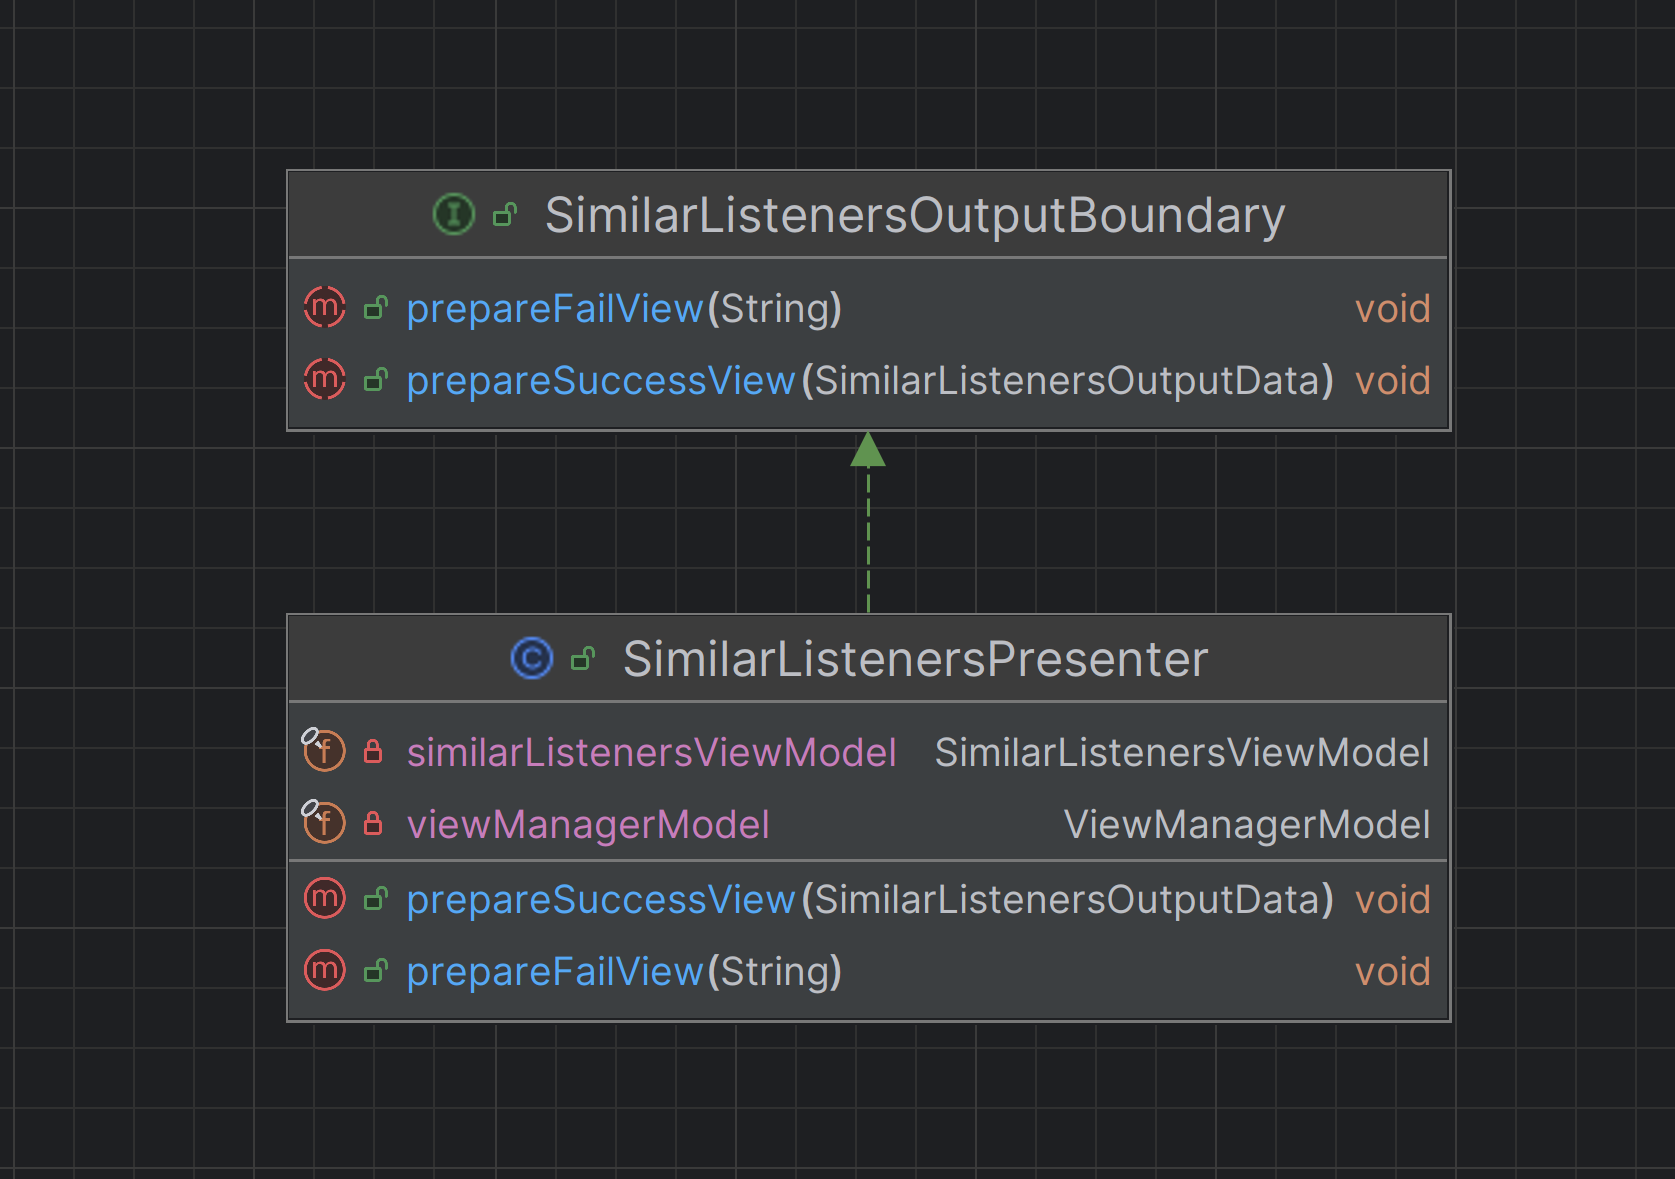 SimilarListenersOutputBoundary
prepareFailView(String) void
prepareSuccessView(SimilarListenersOutputData) void
SimilarListenersPresenter
similarListenersViewModel SimilarListenersViewModel
viewManagerModel ViewManagerModel
prepareSuccessView(SimilarListenersOutputData) void
prepareFailView(String) void